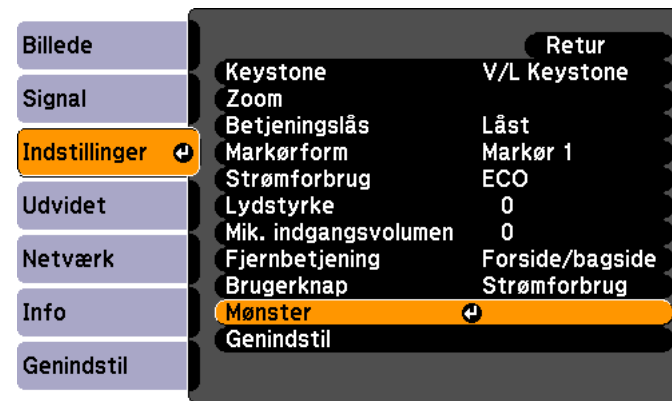 Billede
Signal
Indstillinger
Udvidet
Netværk
Info
Genindstil
Retur
Keystone V/L Keystone
Zoom
Betjeningslås Låst
Markørform Markør 1
Strømforbrug ECO
Lydstyrke 0
Mik. indgangsvolumen 0
Fjernbetjening Forside/bagside
Brugerknap Strømforbrug
Mønster
Genindstil